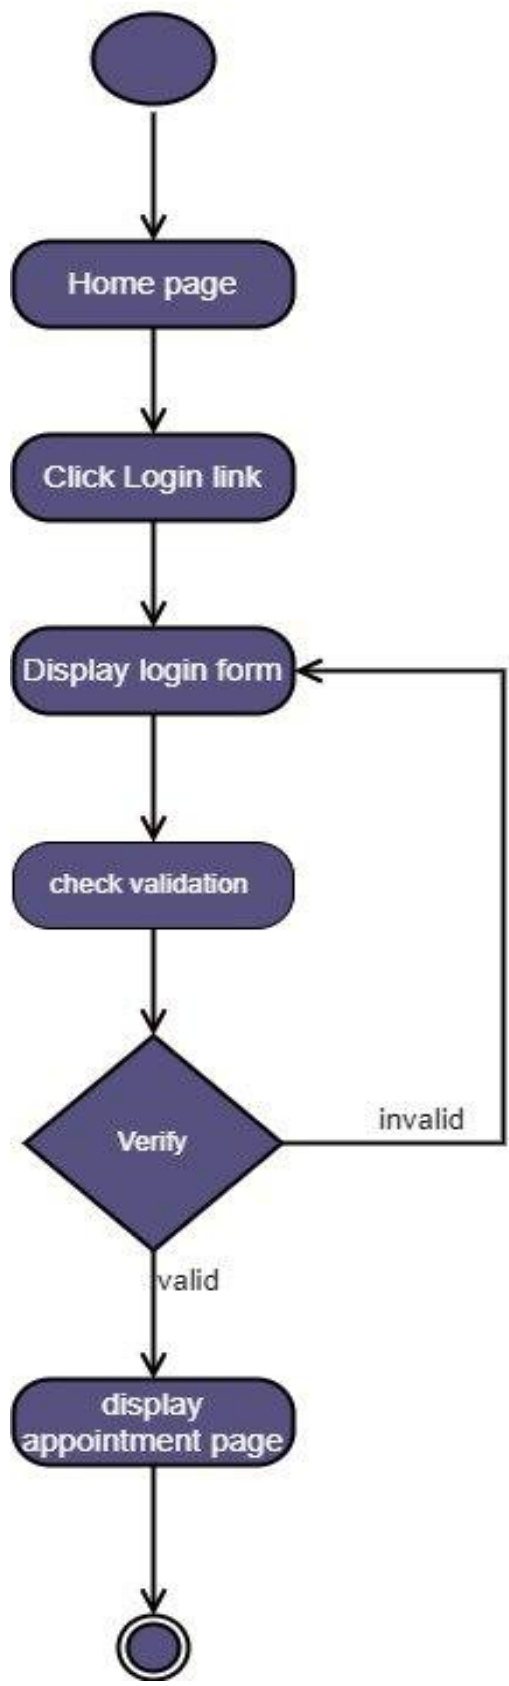 Home page
Click Login link
Display login form
check validation
Verify
invalid
valid
display
appointment page